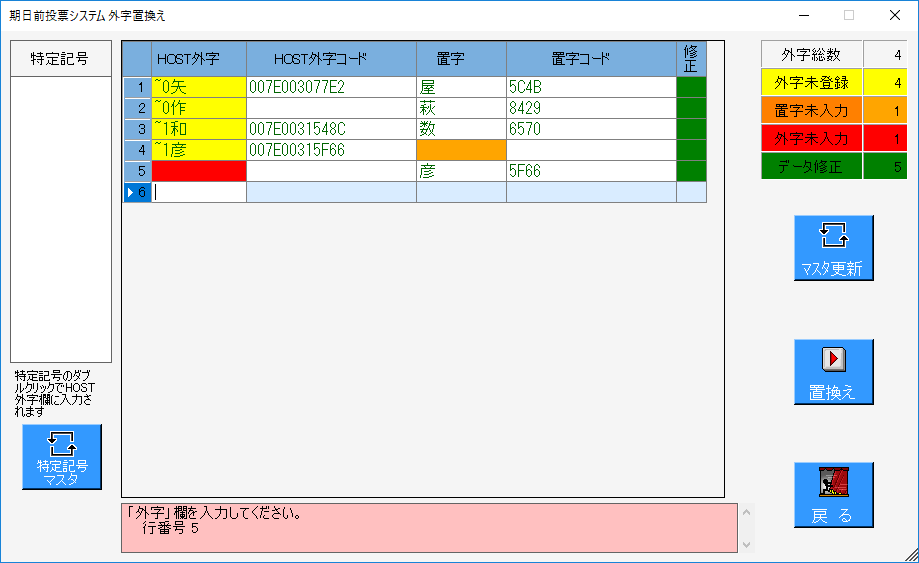 期日前投票システム 外字置換え
特定記号
特定記号のダブ
ルクリックでHOST
外字欄に入力さ
れます
特定記号
マスタ
HOST外字 HOST外字コード 置字 置字コード 修正
1 ~0矢 007E003077E2 屋 5C4B
2 ~0作 萩 8429
3 ~1和 007E0031548C 数 6570
4 ~1彦 007E00315F66
5 彦 5F66
6
「外字」欄を入力してください。
行番号 5
外字総数 4
外字未登録 4
置字未入力 1
外字未入力 1
データ修正 5
マスタ更新
置換え
戻 る